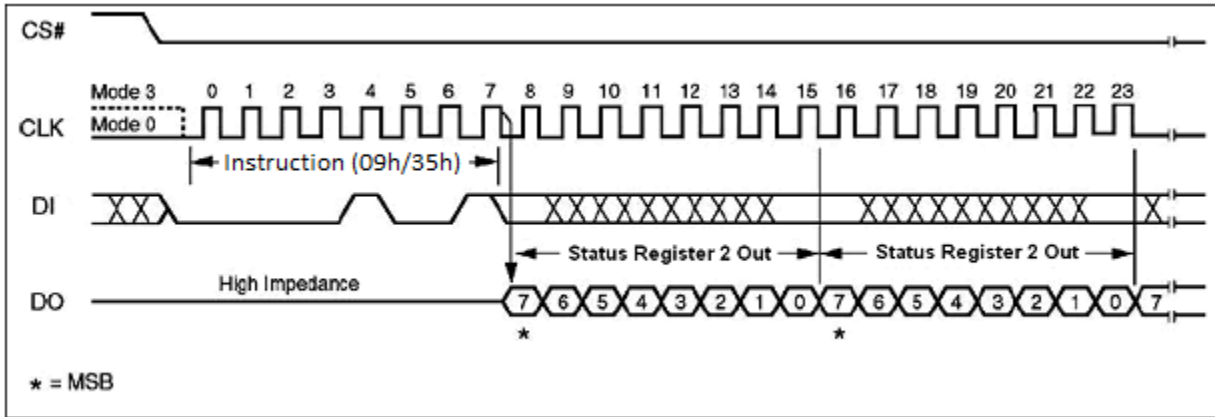 CS#
Mode 3
0 1 2 3 4 5 6 7 8 9 10 11 12 13 14 15 16 17 18 19 20 21 22 23
CLK
Mode 0
Instruction (09h/35h)
DI
Status Register 2 Out Status Register 2 Out
High Impedance
DO
7 6 5 4 3 2 1 0 7 6 5 4 3 2 1 0 7
* *
* = MSB